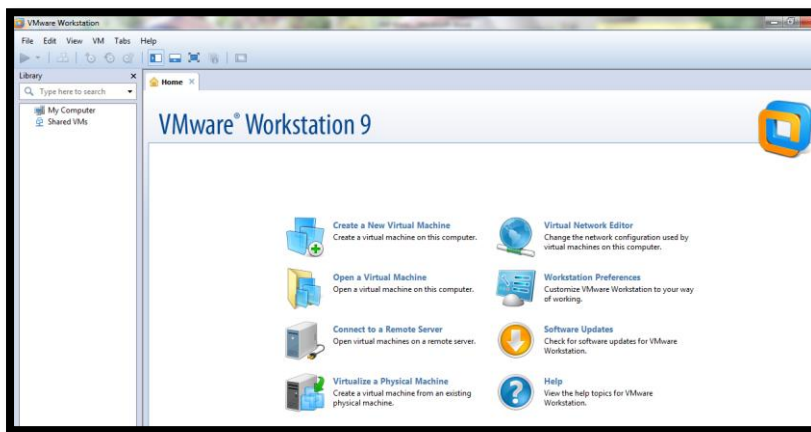 VMware Workstation
File Edit View VM Tabs Help
Library
Type here to search
My Computer
Shared VMs
Home
VMware® Workstation 9
Create a New Virtual Machine
Create a virtual machine on this computer.
Open a Virtual Machine
Open a virtual machine on this computer.
Connect to a Remote Server
Open virtual machines on a remote server.
Virtualize a Physical Machine
Create a virtual machine from an existing
physical machine.
Virtual Network Editor
Change the network configuration used by
virtual machines on this computer.
Workstation Preferences
Customize VMware Workstation to your way
of working.
Software Updates
Check for software updates for VMware
Workstation.
Help
View the help topics for VMware
Workstation.